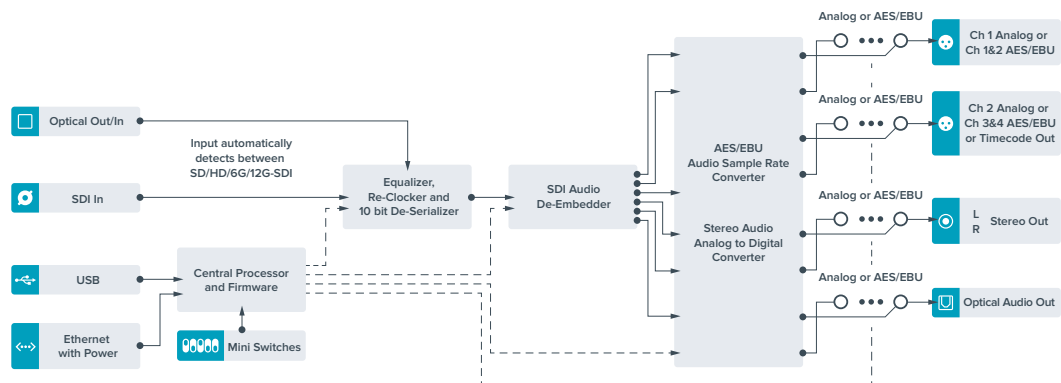 Analog or AES/EBU
Ch 1 Analog or
Ch 1&2 AES/EBU
Optical Out/In
Input automatically
detects between
SD/HD/6G/12G-SDI
Analog or AES/EBU
Ch 2 Analog or
Ch 3&4 AES/EBU
or Timecode Out
AES/EBU
Audio Sample Rate
Converter
Equalizer,
Re-Clocker and
10 bit De-Serializer
SDI Audio
De-Embedder
SDI In
Analog or AES/EBU
L
R
Stereo Out
Stereo Audio
Analog to Digital
Converter
USB
Central Processor
and Firmware
Analog or AES/EBU
Optical Audio Out
Ethernet
with Power
Mini Switches